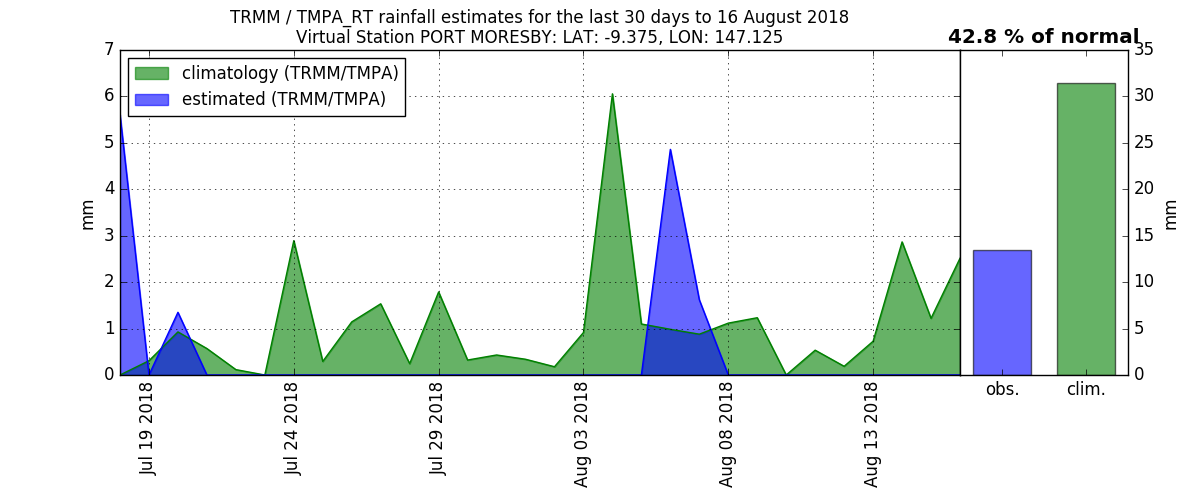 TRMM / TMPA_RT rainfall estimates for the last 30 days to 16 August 2018
Virtual Station PORT MORESBY: LAT: -9.375, LON: 147.125
42.8 % of normal
climatology (TRMM/TMPA)
estimated (TRMM/TMPA)
7
6
5
4
3
2
1
0
mm
Jul 19 2018
Jul 24 2018
Jul 29 2018
Aug 03 2018
Aug 08 2018
Aug 13 2018
obs.
clim.
35
30
25
20
15
10
5
0
mm